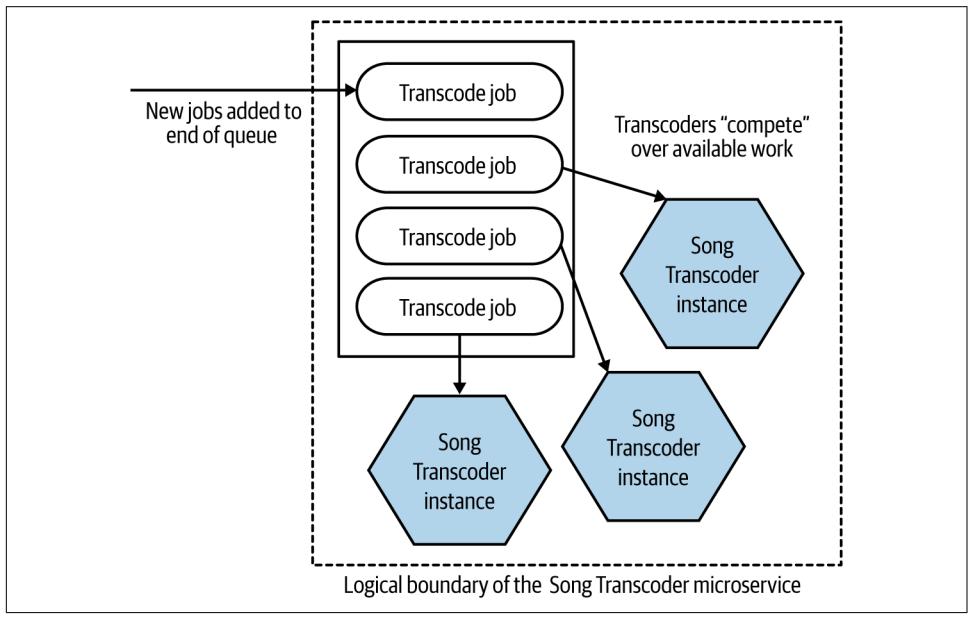 New jobs added to
end of queue
Transcode job
Transcode job
Transcode job
Transcode job
Transcoders “compete”
over available work
Song
Transcoder
instance
Song
Transcoder
instance
Song
Transcoder
instance
Logical boundary of the Song Transcoder microservice